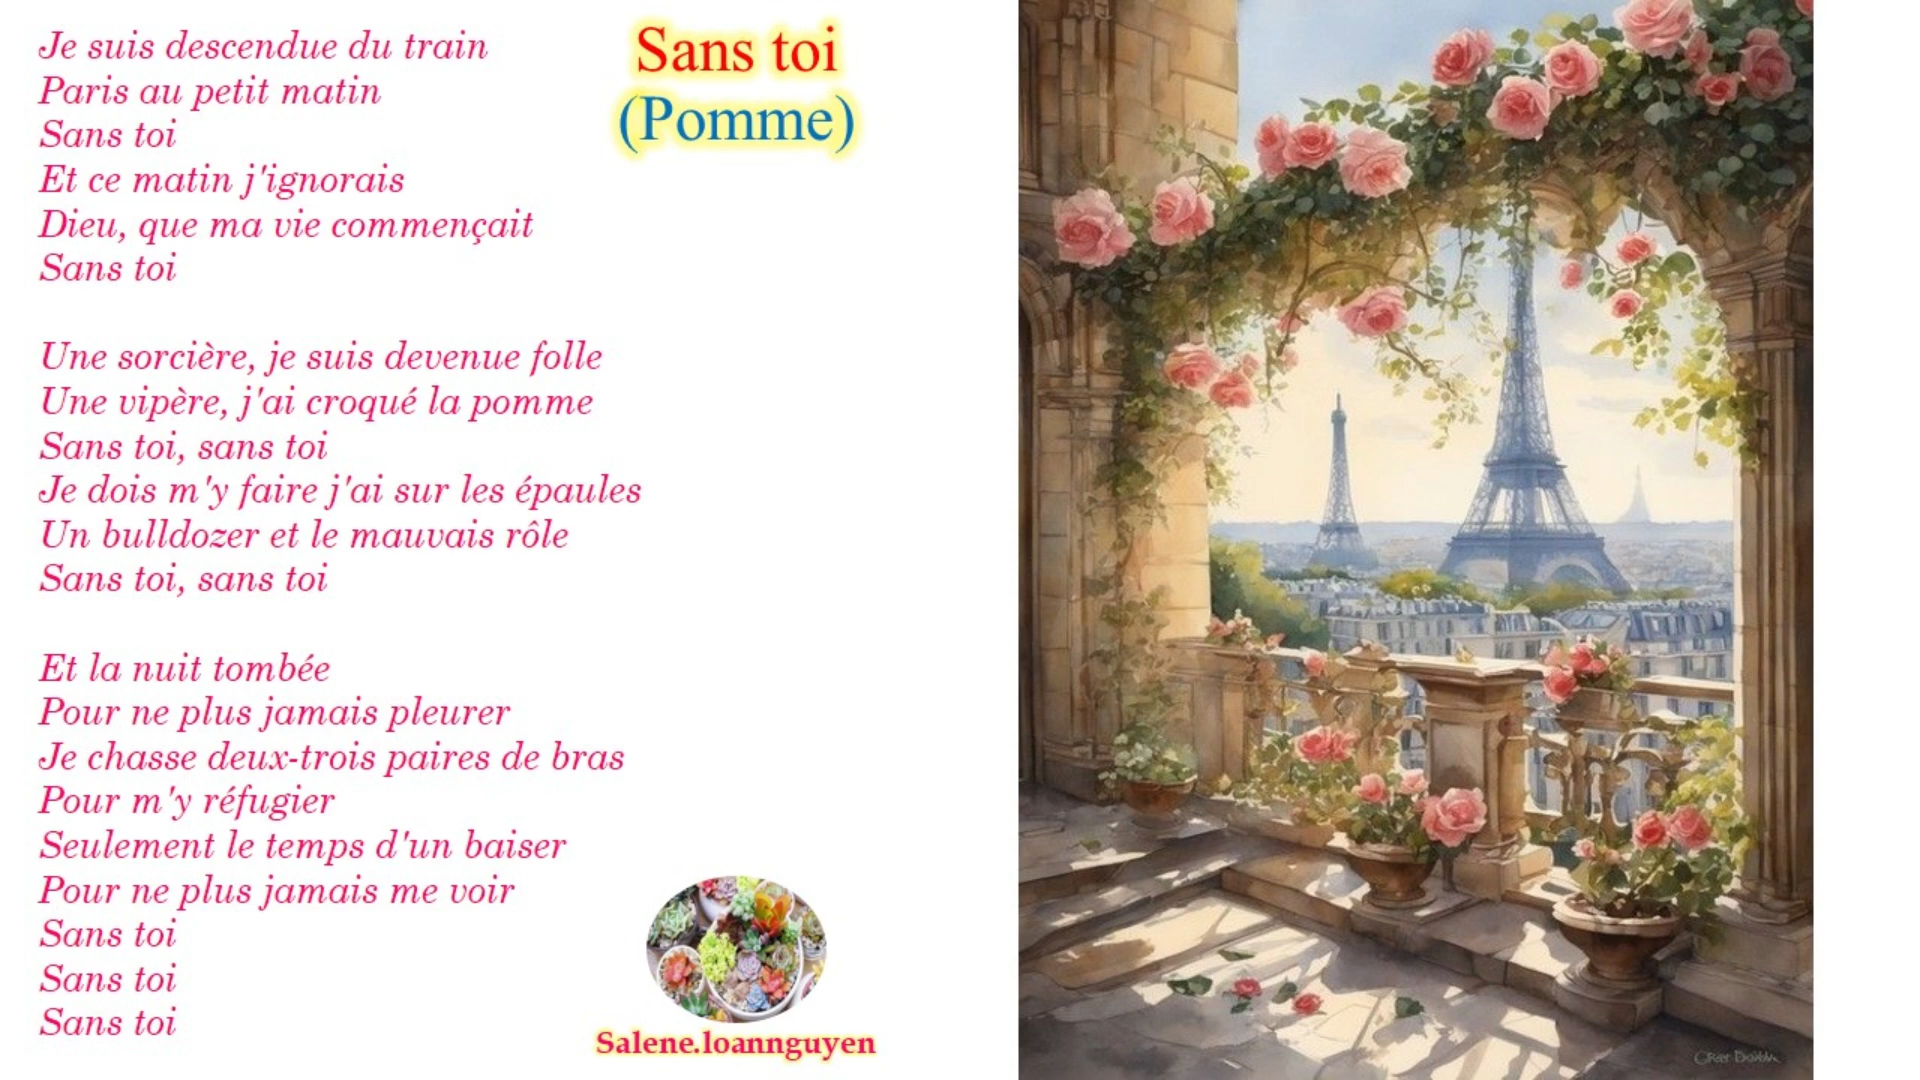 Je suis descendue du train
Paris au petit matin
Sans toi
Et ce matin j'ignorais
Dieu, que ma vie commençait
Sans toi
Une sorcière, je suis devenue folle
Une vipère, j'ai croqué la pomme
Sans toi, sans toi
Je dois m'y faire j'ai sur les épaules
Un bulldozer et le mauvais rôle
Sans toi, sans toi
Et la nuit tombée
Pour ne plus jamais pleurer
Je chasse deux-trois paires de bras
Pour m'y réfugier
Seulement le temps d'un baiser
Pour ne plus jamais me voir
Sans toi
Sans toi
Sans toi
Sans toi
(Pomme)
Salene.loannguyen